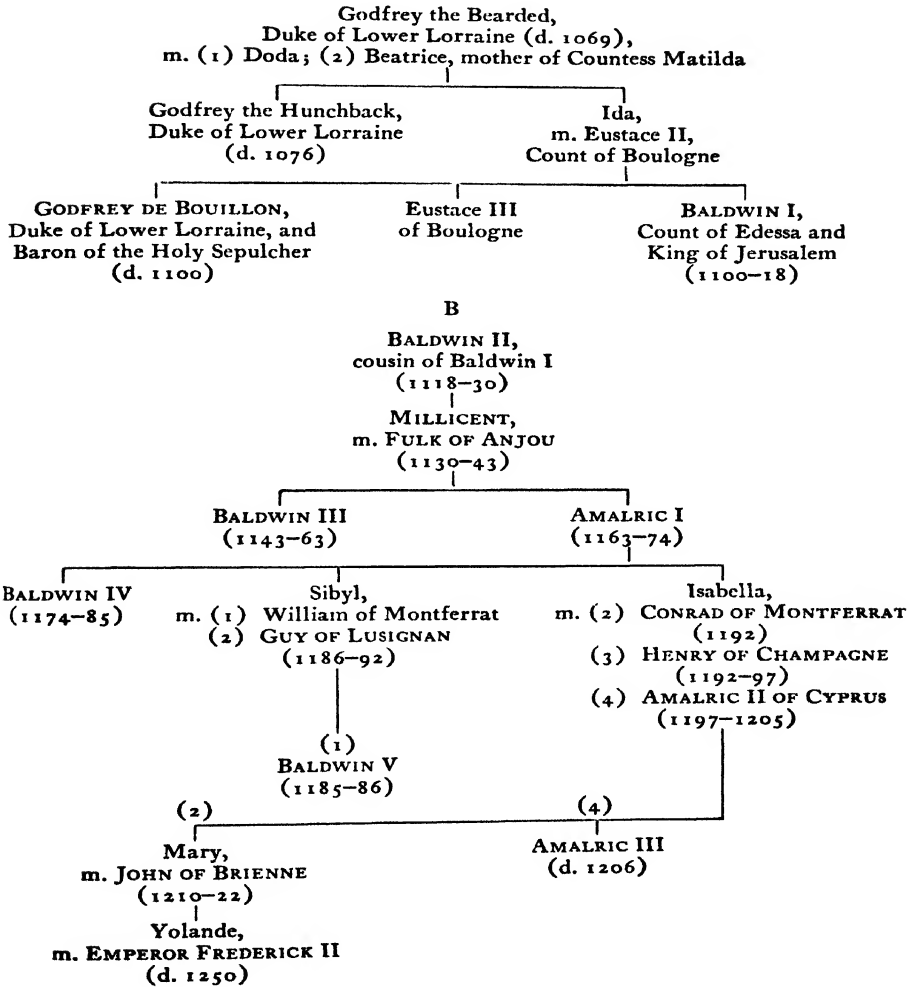 Godfrey the Bearded,
Duke of Lower Lorraine (d. 1069),
m. (1) Doda; (2) Beatrice, mother of Countess Matilda
Godfrey the Hunchback,
Duke of Lower Lorraine
(d. 1076)
Ida,
m. Eustace II,
Count of Boulogne
GODFREY DE BOUILLON,
Duke of Lower Lorraine, and
Baron of the Holy Sepulcher
(d. 1100)
Eustace III
of Boulogne
BALDWIN I,
Count of Edessa and
King of Jerusalem
(1100–18)
B
BALDWIN II,
cousin of Baldwin I
(1118–30)
MILLICENT,
m. FULK OF ANJOU
(1130–43)
BALDWIN III
(1143–63)
AMALRIC I
(1163–74)
BALDWIN IV
(1174–85)
Sibyl,
m. (1) William of Montferrat
(2) GUY OF LUSIGNAN
(1186–92)
Isabella,
m. (2) CONRAD OF MONTFERRAT
(1192)
(3) HENRY OF CHAMPAGNE
(1192–97)
(4) AMALRIC II OF CYPRUS
(1197–1205)
(1)
BALDWIN V
(1185–86)
(2)
Mary,
m. JOHN OF BRIENNE
(1210–22)
(4)
AMALRIC III
(d. 1206)
Yolande,
m. EMPEROR FREDERICK II
(d. 1250)